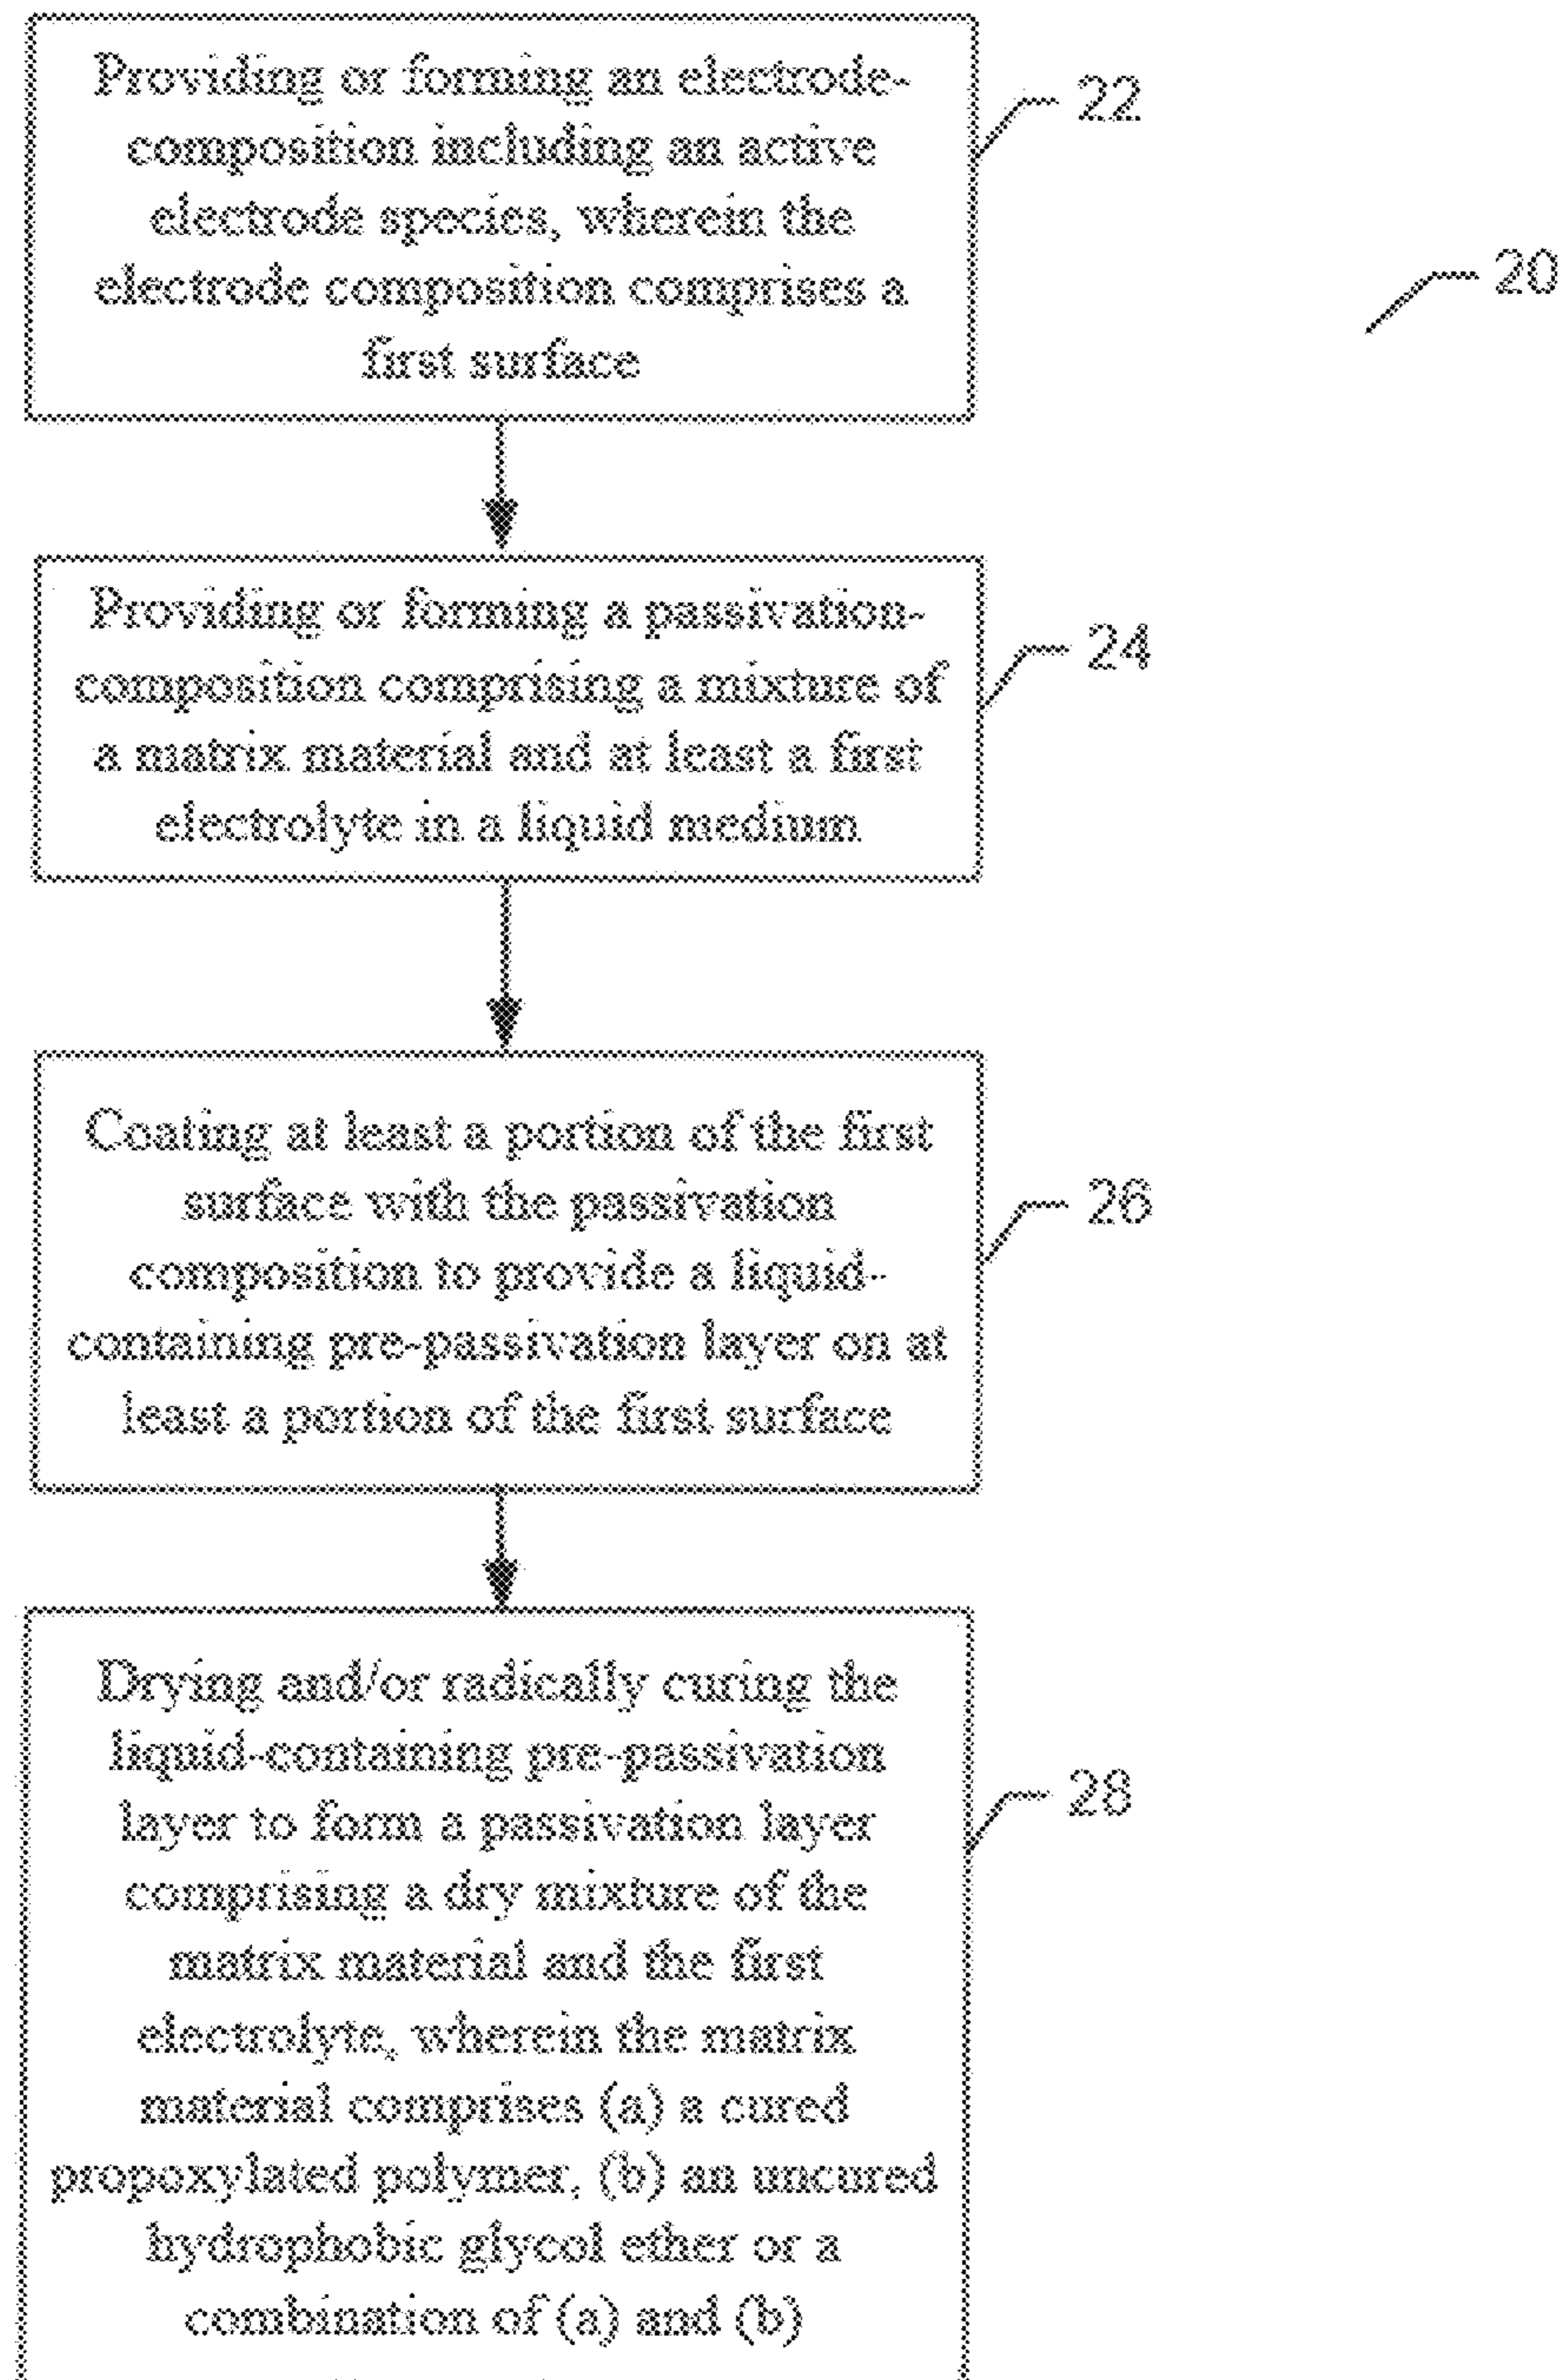 Providing or forming an electrode-
composition including an active
electrode species, wherein the
electrode composition comprises a
first surface
22
20
Providing or forming a passivation-
composition comprising a mixture of
a matrix material and at least a first
electrolyte in a liquid medium
24
Coating at least a portion of the first
surface with the passivation
composition to provide a liquid-
containing pre-passivation layer on at
least a portion of the first surface
26
Drying and/or radically curing the
liquid-containing pre-passivation
layer to form a passivation layer
comprising a dry mixture of the
matrix material and the first
electrolyte, wherein the matrix
material comprises (a) a cured
propoxylated polymer, (b) an uncured
hydrophobic glycol ether or a
combination of (a) and (b)
28